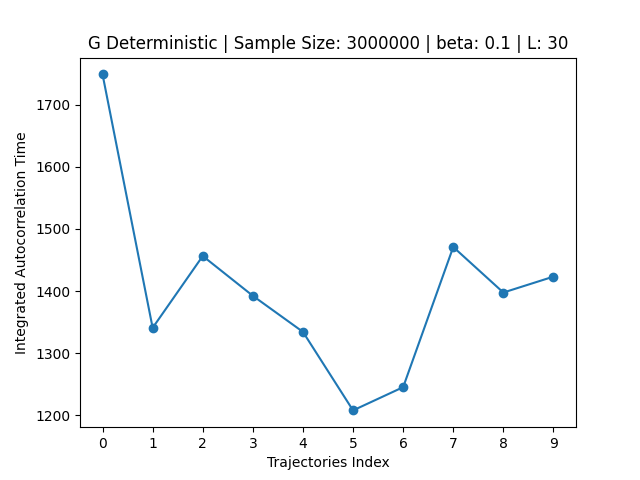 G Deterministic | Sample Size: 3000000 | beta: 0.1 | L: 30
Integrated Autocorrelation Time
1700
1600
1500
1400
1300
1200
0 1 2 3 4 5 6 7 8 9
Trajectories Index